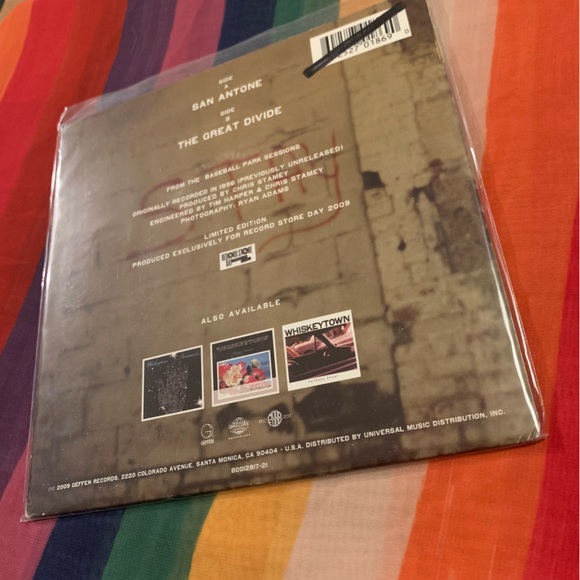 SIDE
A
SAN ANTONE
SIDE
B
THE GREAT DIVIDE
FROM THE BASEBALL PARK SESSIONS
ORIGINALLY RECORDED IN 1996 (PREVIOUSLY UNRELEASED)
PRODUCED BY CHRIS STAMEY
ENGINEERED BY TIM HARPER & CHRIS STAMEY
PHOTOGRAPHY: RYAN ADAMS
LIMITED EDITION
PRODUCED EXCLUSIVELY FOR RECORD STORE DAY 2009
ALSO AVAILABLE
WHISKEYTOWN
GEFFEN
© 2009 GEFFEN RECORDS, 2220 COLORADO AVENUE, SANTA MONICA, CA 90404 - U.S.A. DISTRIBUTED BY UNIVERSAL MUSIC DISTRIBUTION, INC.
B0012817-21